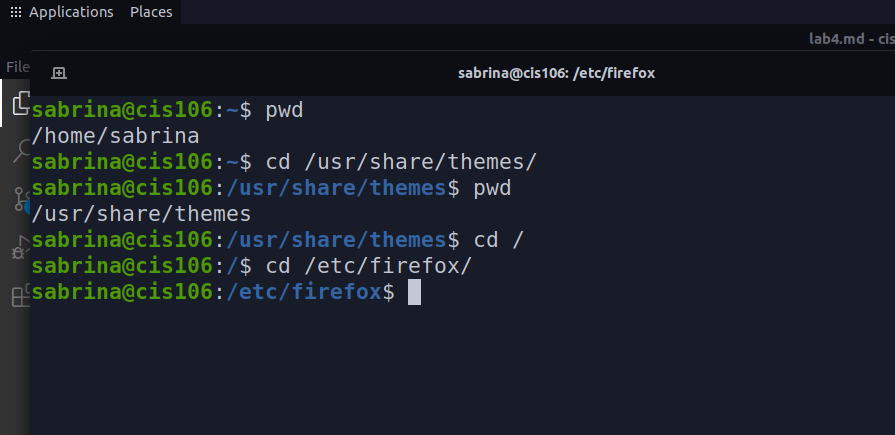 Applications Places
lab4.md - cis
File
sabrina@cis106: /etc/firefox
sabrina@cis106:~$ pwd
/home/sabrina
sabrina@cis106:~$ cd /usr/share/themes/
sabrina@cis106:/usr/share/themes$ pwd
/usr/share/themes
sabrina@cis106:/usr/share/themes$ cd /
sabrina@cis106:/$ cd /etc/firefox/
sabrina@cis106:/etc/firefox$